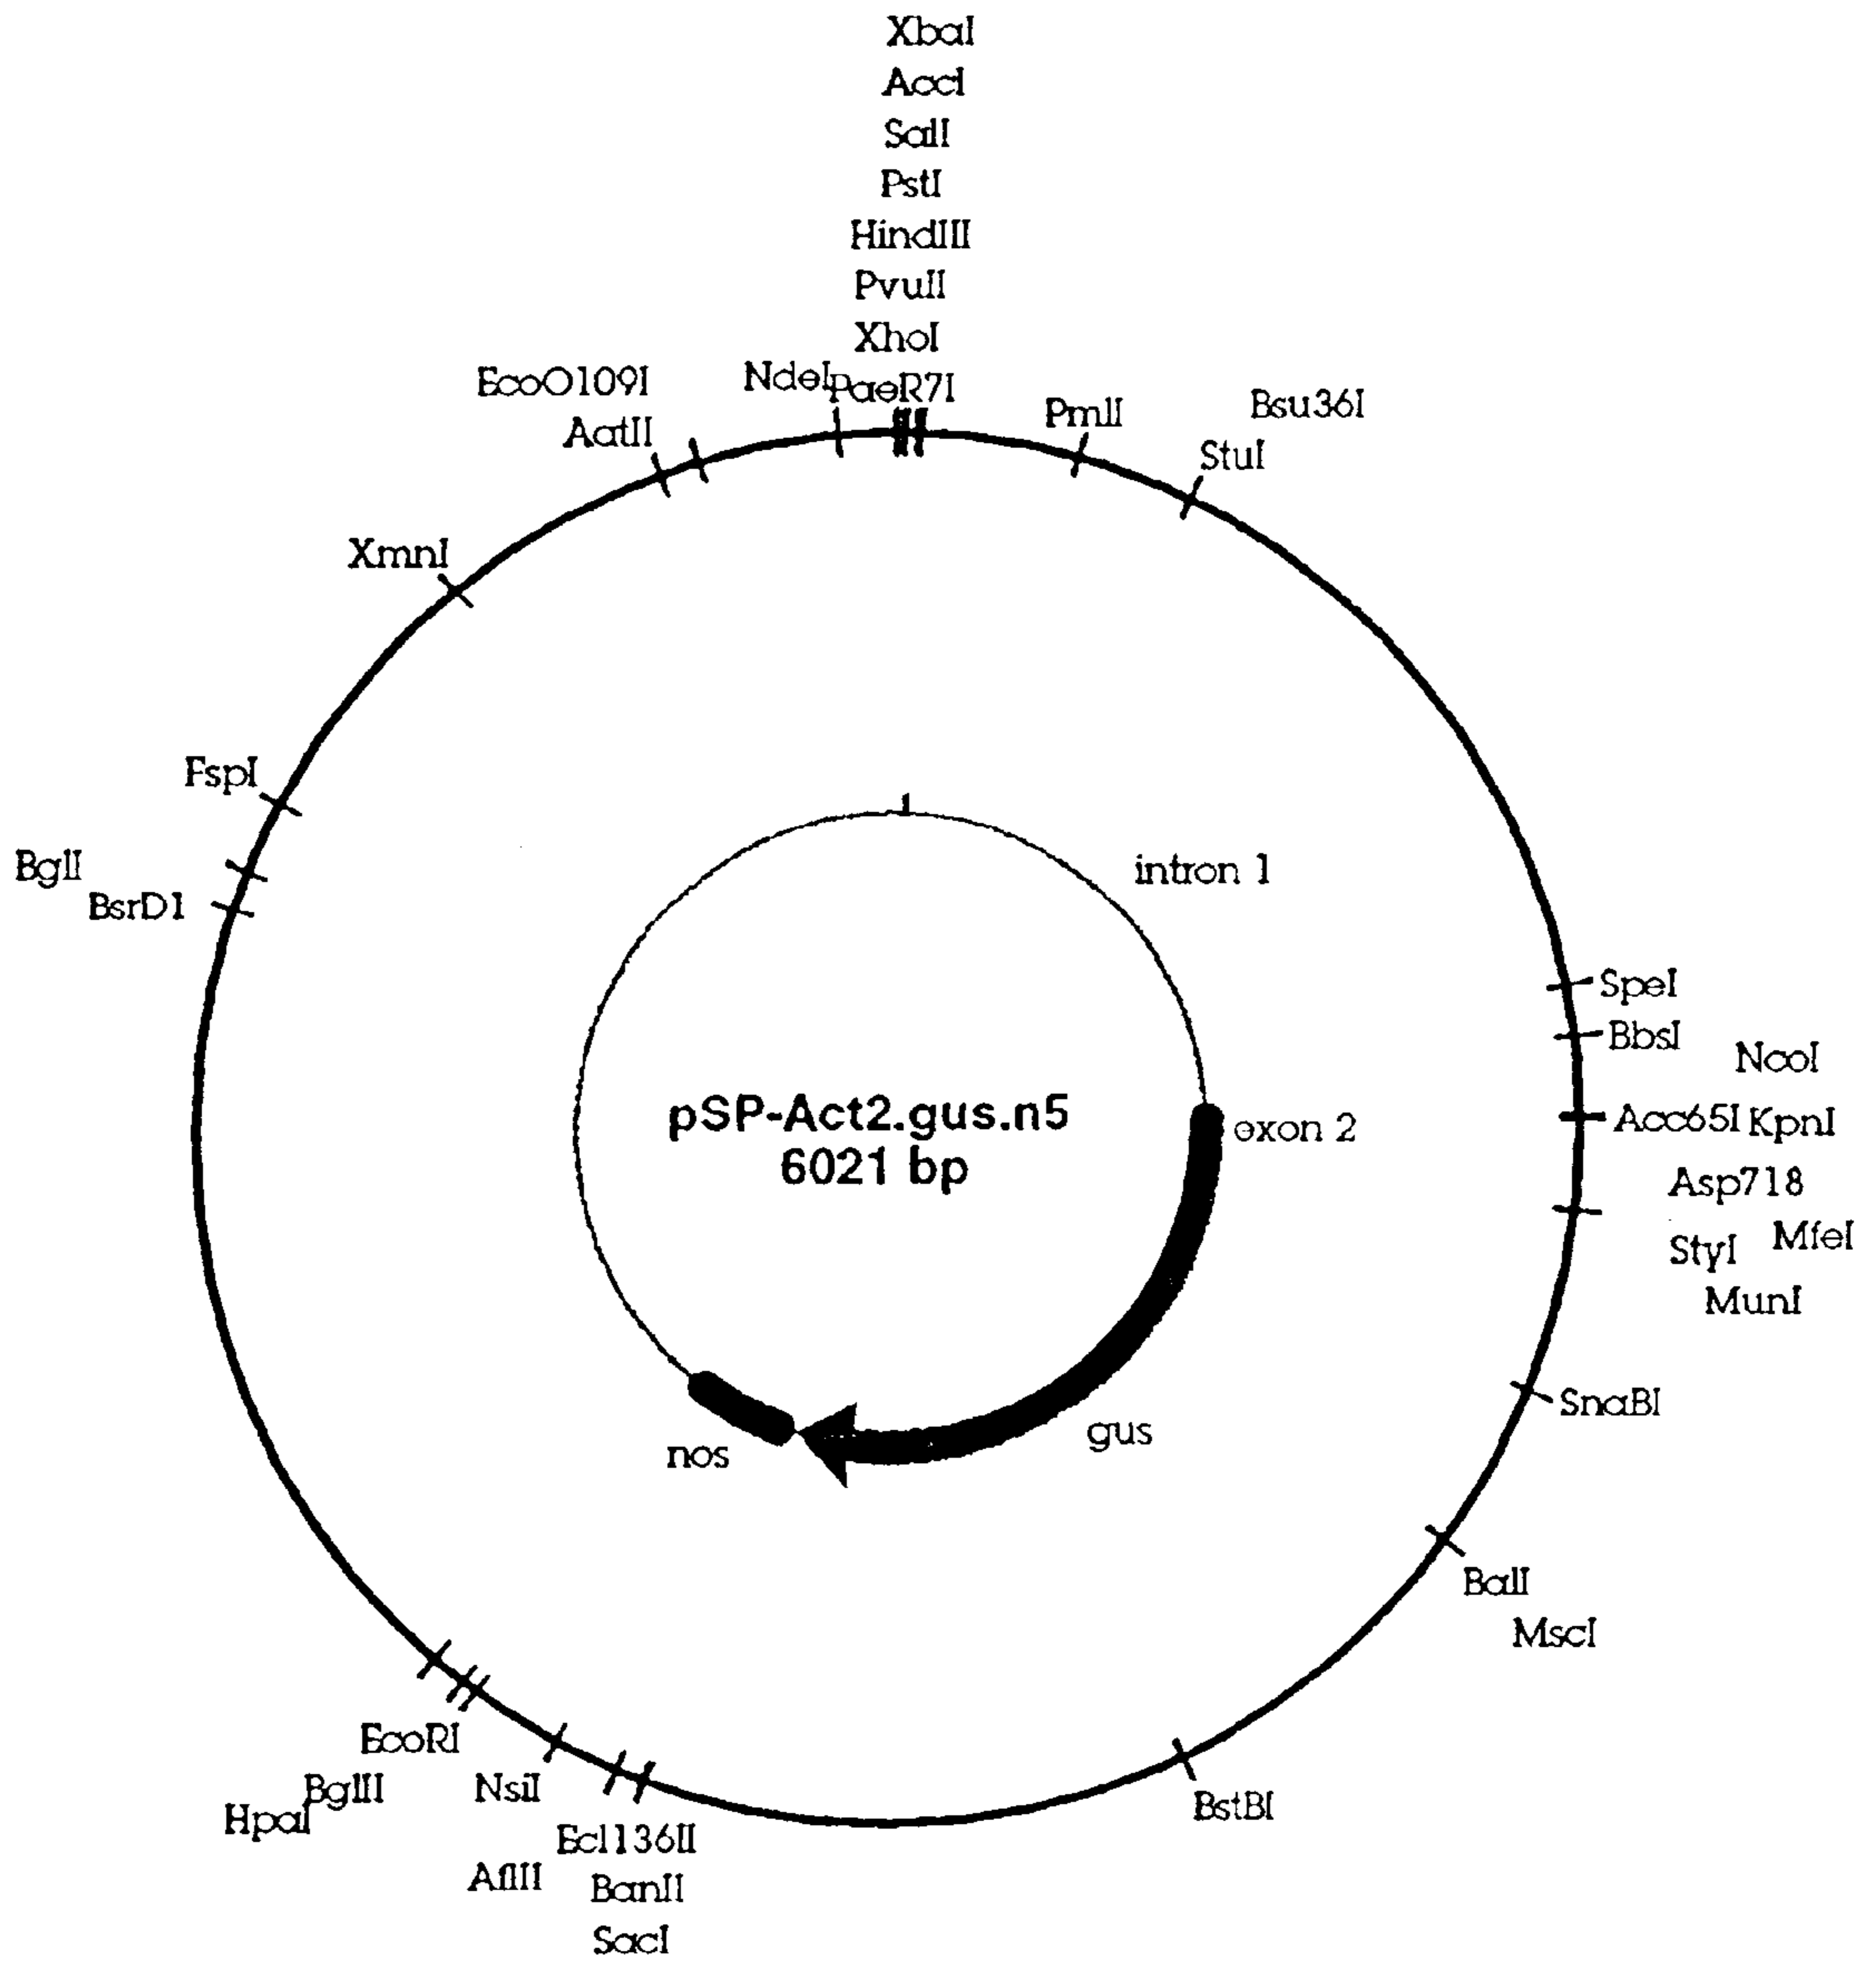 XbaI
AccI
SalI
PstI
HindIII
PvuII
XhoI
NdeI PaeR7I
EcoO109I
AatII
PmlI
Bsu36I
StuI
XmnI
FspI
BglI
BsrD1
intron 1
SpeI
BbsI
NcoI
Acc65I KpnI
Asp718
StyI MfeI
MunI
pSP-Act2.gus.n5
6021 bp
exon 2
SnaBI
gus
nos
BalI
MscI
BstBI
EcoRI
BglII
HpaI
NsiI
Ecl136II
AflII
BanII
SacI